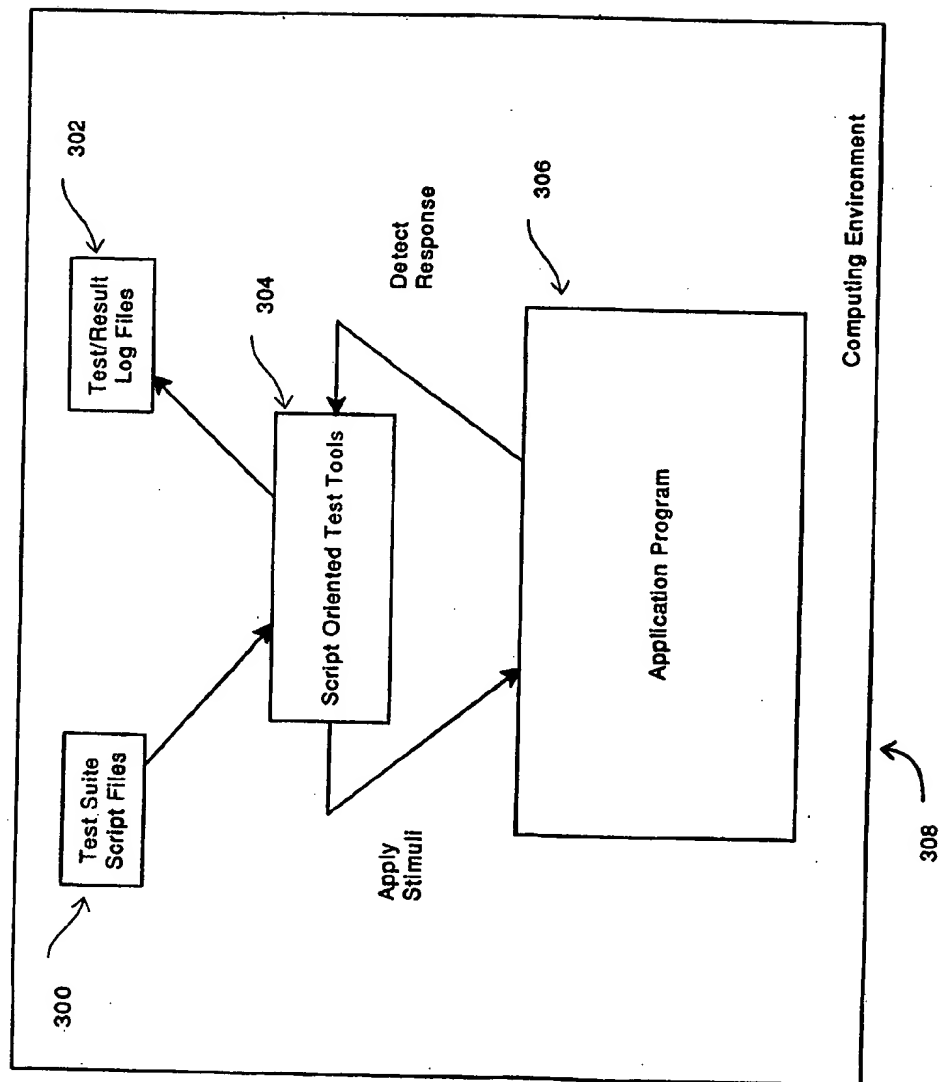 300
Test Suite
Script Files
Test/Result
Log Files
302
304
Script Oriented Test Tools
Apply
Stimuli
Detect
Response
306
Application Program
Computing Environment
308